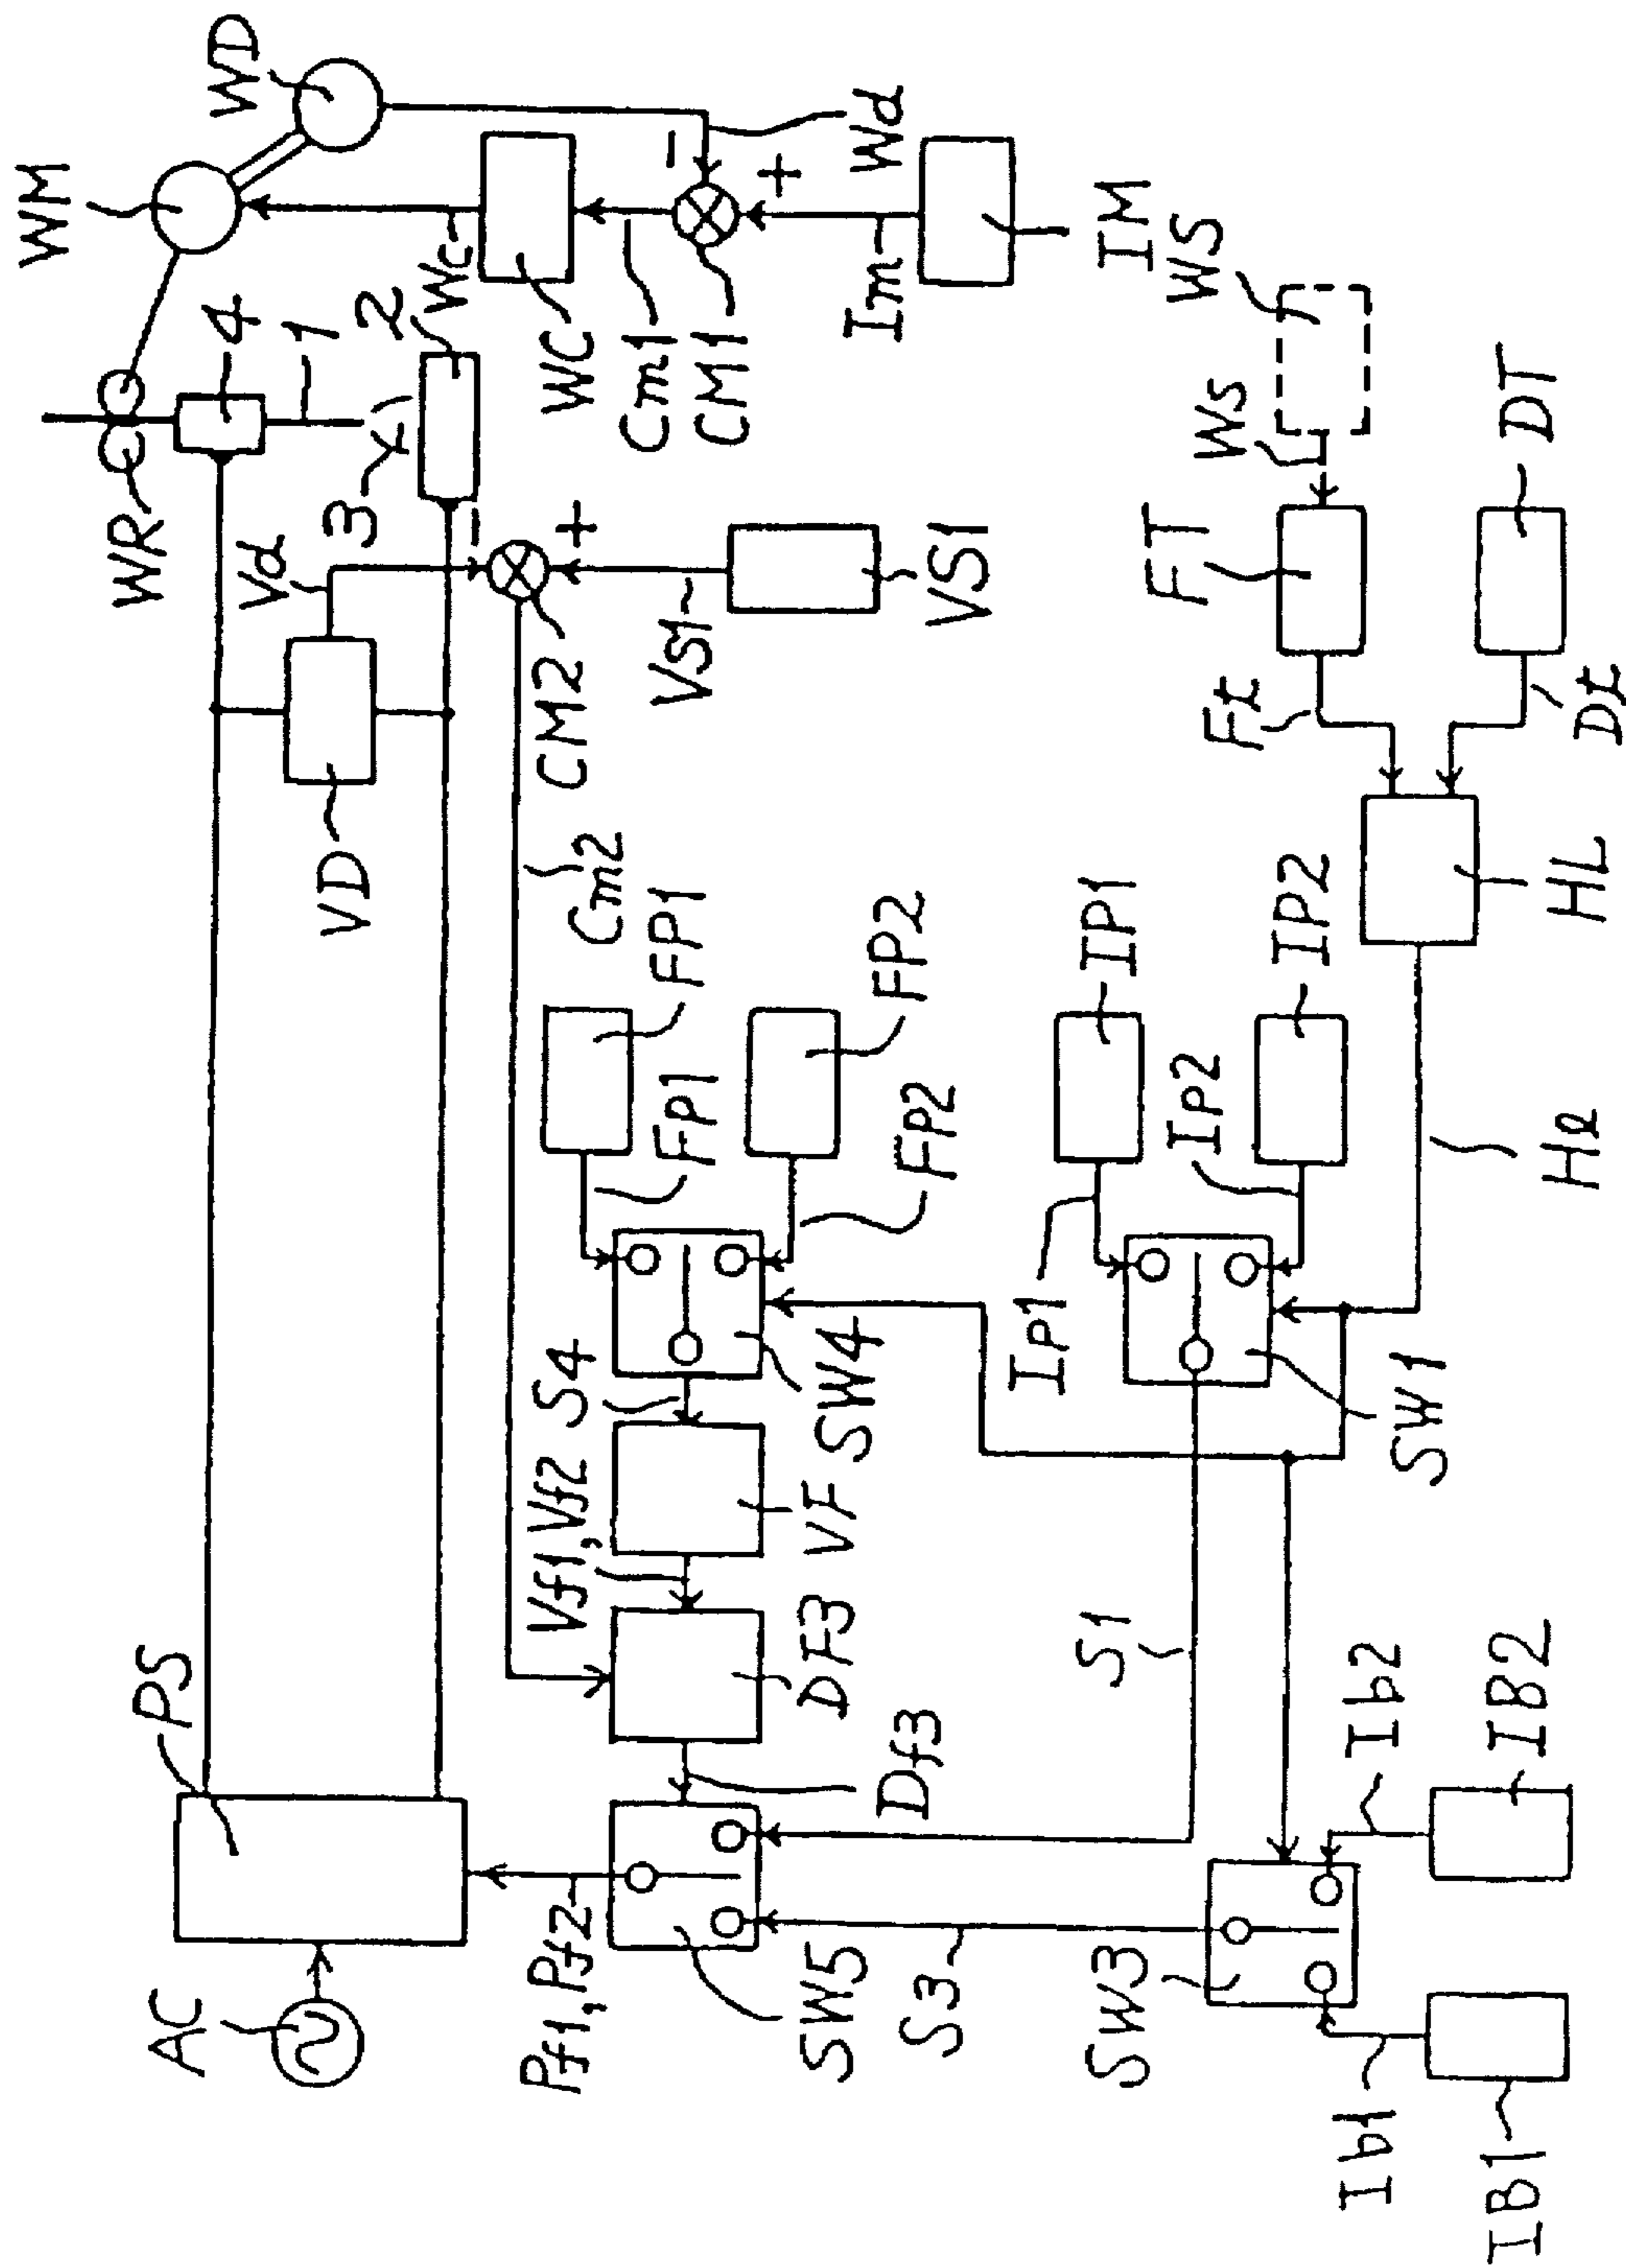 AC
PS
WR
WM
WD
4
1
3
2
Vd
VD
Wc
WC
Cm1
CM1
-
+
Wd
Im
IM
-
+
CM2
Vs1
VS1
Cm2
Pf1, Pf2
SW5
Df3
DF3
Vf1, Vf2
VF
S4
SW4
Fp1
FP1
Fp2
FP2
S3
S1
SW3
Ib1
IB1
Ib2
IB2
SW1
Ip1
IP1
Ip2
IP2
Hl
HL
Ft
FT
Dt
DT
Ws
WS